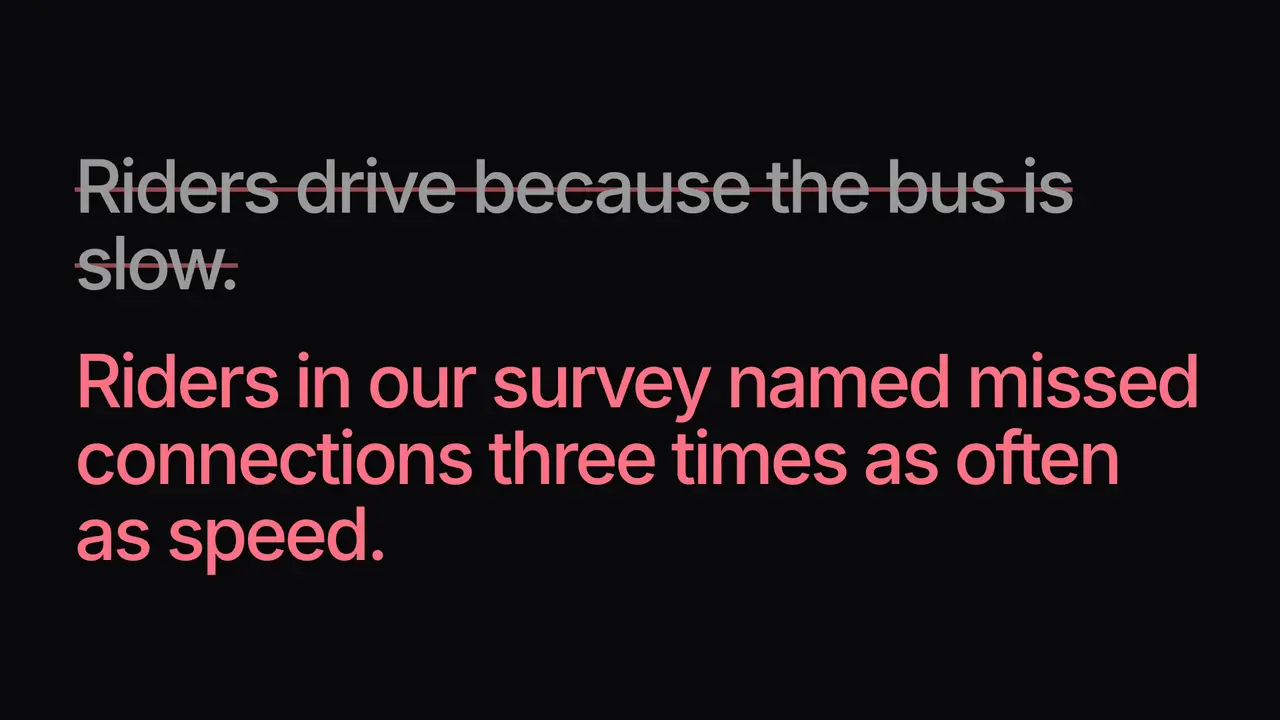 Riders drive because the bus is
slow.
Riders in our survey named missed
connections three times as often
as speed.